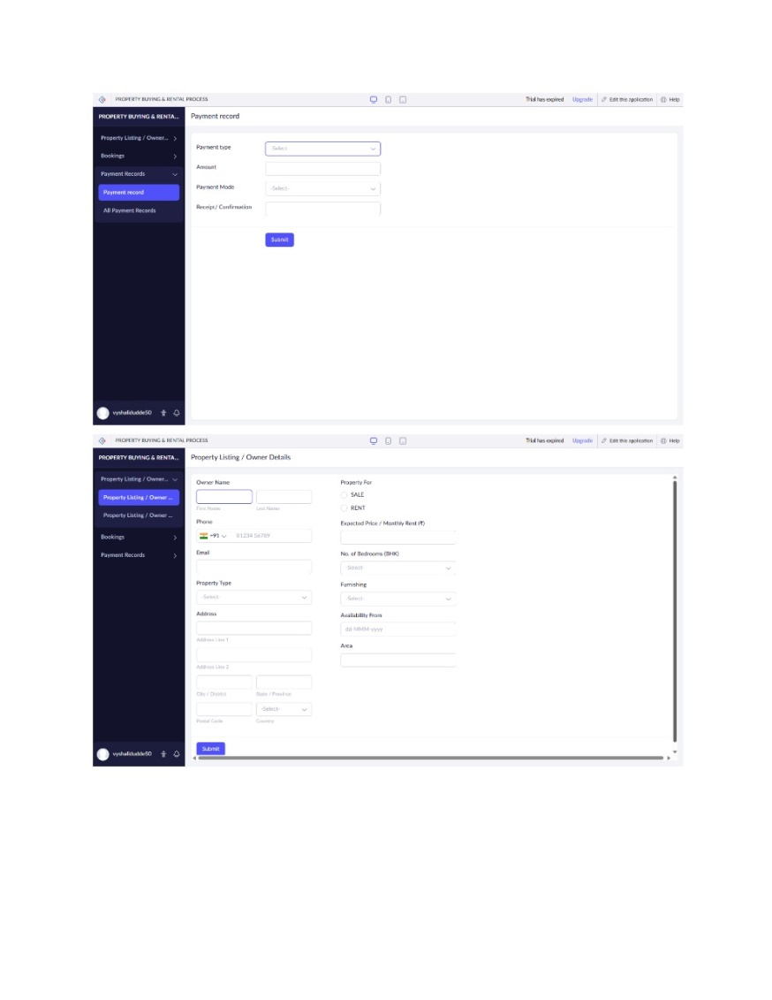 PROPERTY BUYING & RENTAL PROCESS
Trial has expired Upgrade Edit this application Help
PROPERTY BUYING & RENTA...
Payment record
Property Listing / Owner...
Bookings
Payment Records
Payment record
All Payment Records
Payment type
-Select-
Amount
Payment Mode
-Select-
Receipt / Confirmation
Submit
vyshalidudde50
PROPERTY BUYING & RENTAL PROCESS
Trial has expired Upgrade Edit this application Help
PROPERTY BUYING & RENTA...
Property Listing / Owner Details
Property Listing / Owner...
Property Listing / Owner ...
Property Listing / Owner ...
Bookings
Payment Records
Owner Name
First Name Last Name
Phone
+91 81234 56789
Email
Property Type
-Select-
Address
Address Line 1
Address Line 2
City / District State / Province
-Select-
Postal Code Country
Property For
SALE
RENT
Expected Price / Monthly Rent (₹)
No. of Bedrooms (BHK)
-Select-
Furnishing
-Select-
Availability From
dd-MMM-yyyy
Area
Submit
vyshalidudde50